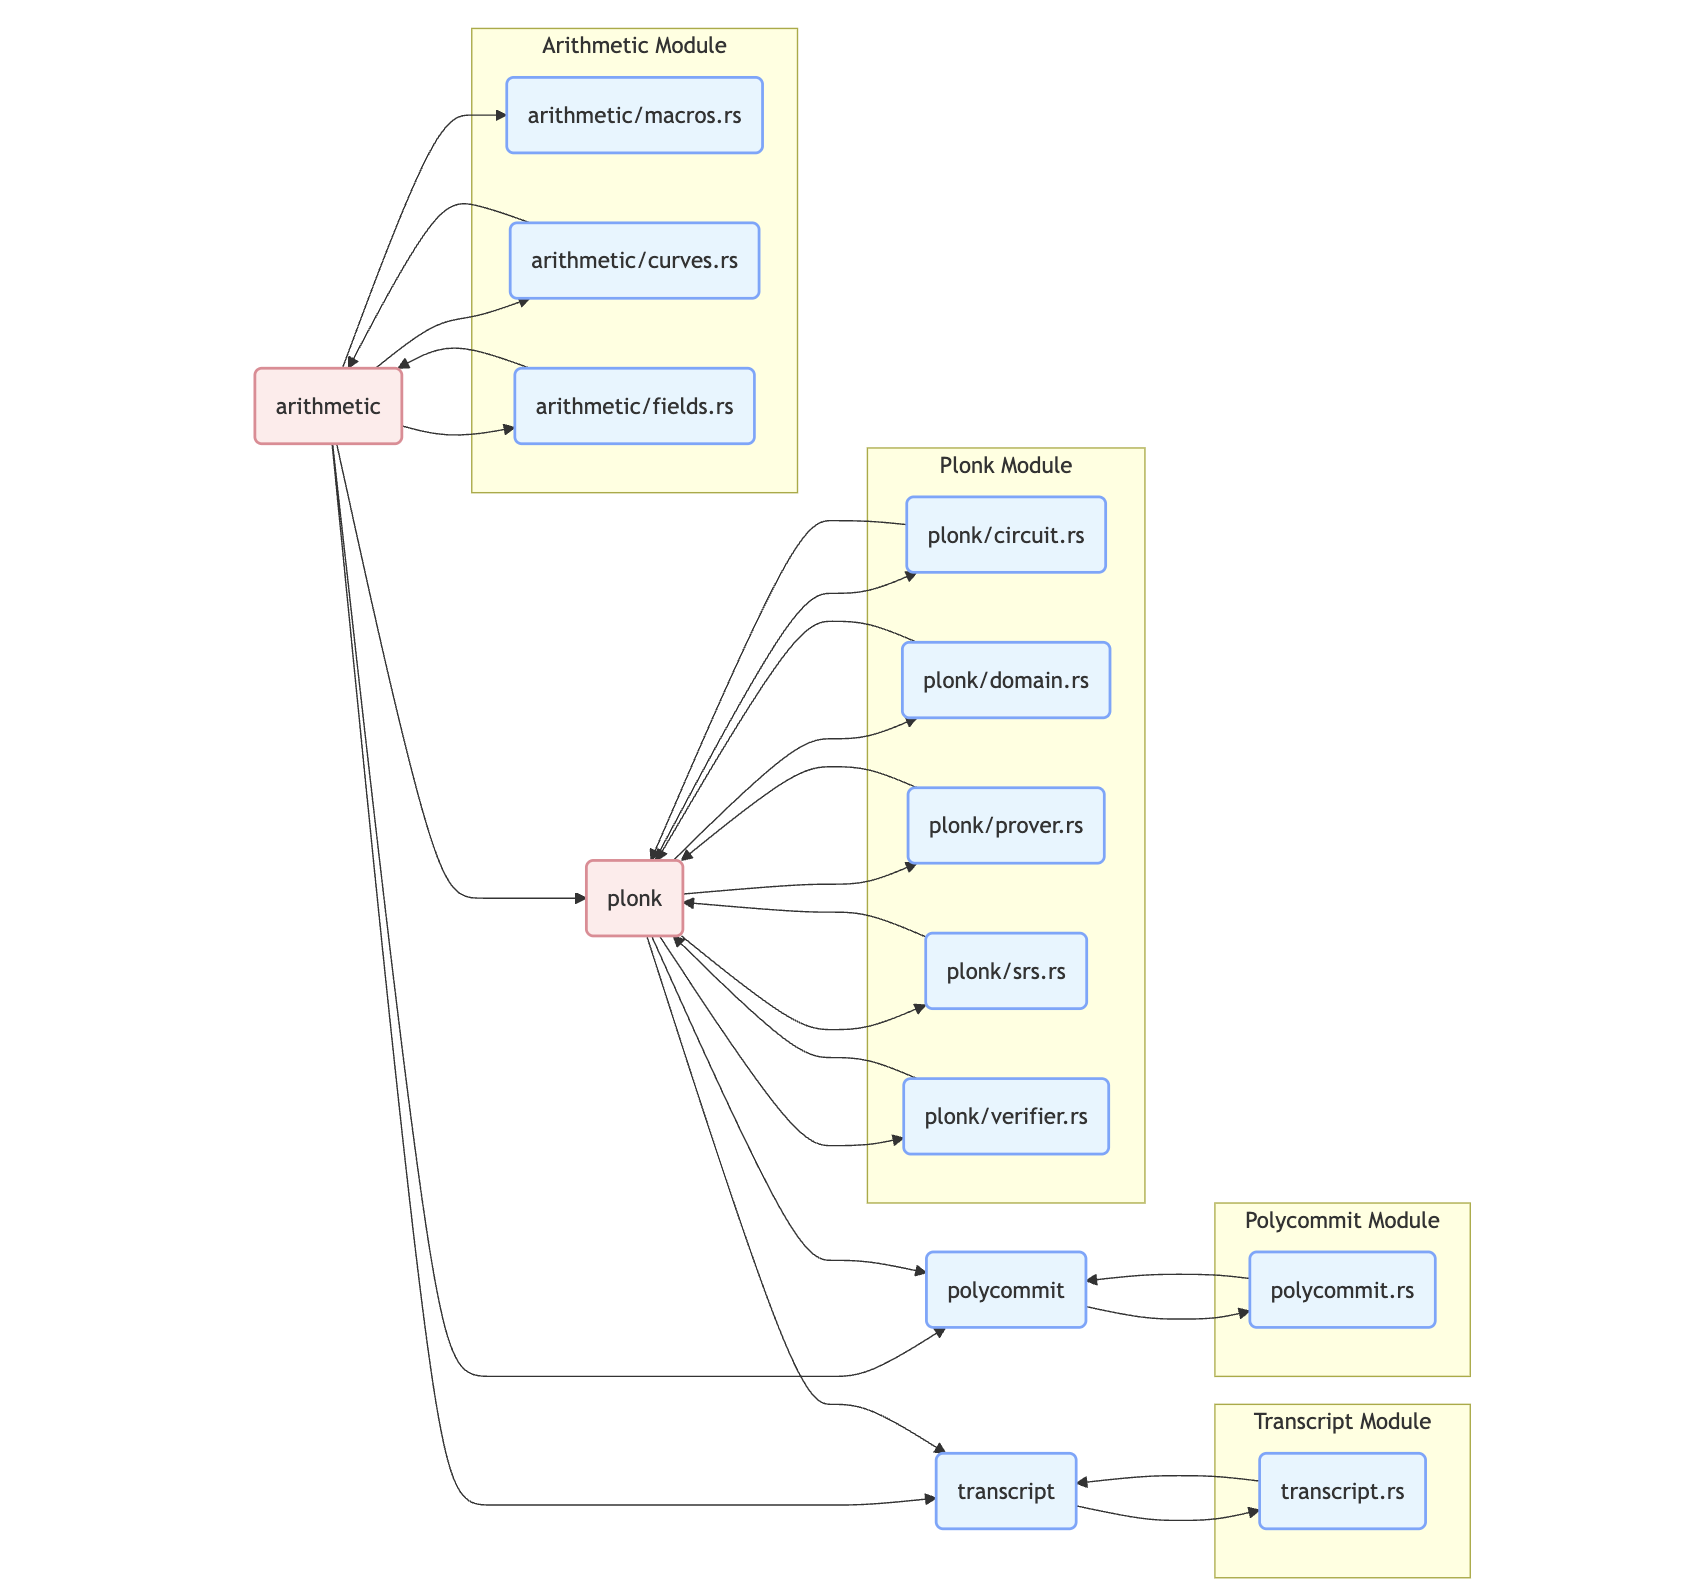 Arithmetic Module
arithmetic/macros.rs
arithmetic/curves.rs
arithmetic
arithmetic/fields.rs
Plonk Module
plonk/circuit.rs
plonk/domain.rs
plonk/prover.rs
plonk
plonk/srs.rs
plonk/verifier.rs
Polycommit Module
polycommit
polycommit.rs
Transcript Module
transcript
transcript.rs